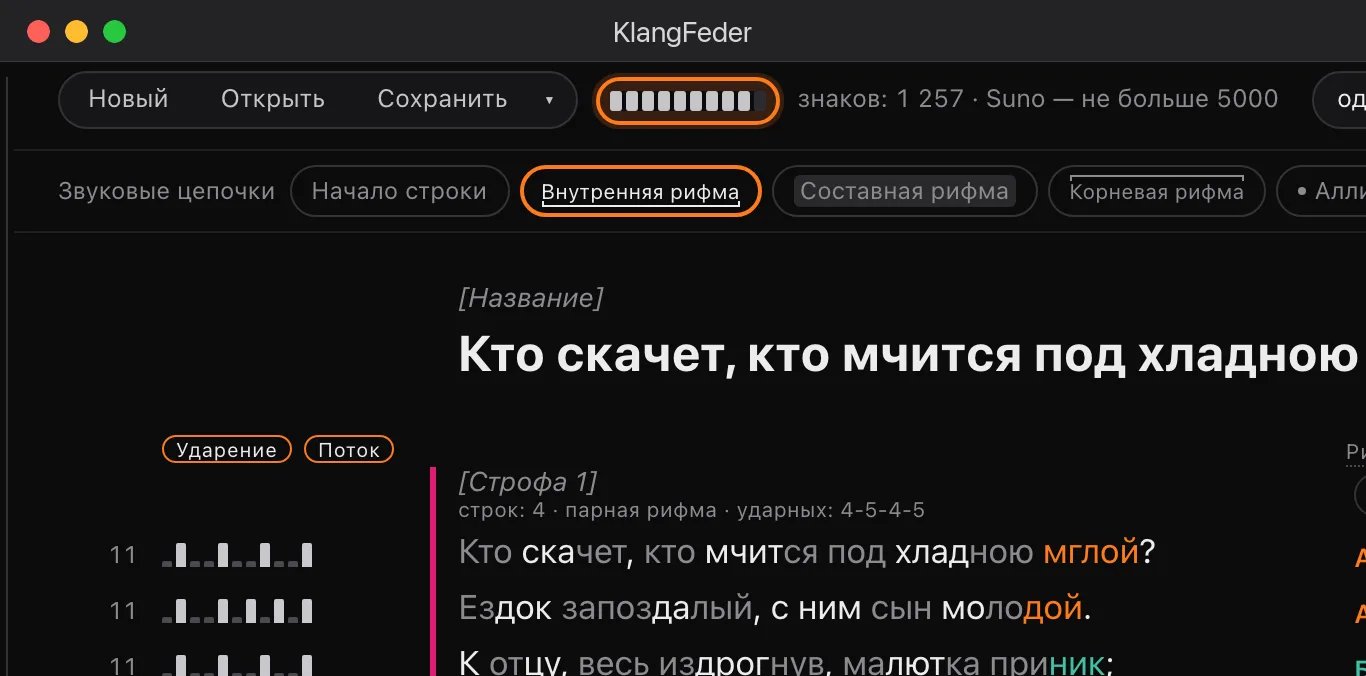 KlangFeder
Новый Открыть Сохранить ▾ знаков: 1 257 · Suno — не больше 5000
Звуковые цепочки Начало строки Внутренняя рифма Составная рифма Корневая рифма
[Название]
Кто скачет, кто мчится под хладною
Ударение Поток
[Строфа 1]
строк: 4 · парная рифма · ударных: 4-5-4-5
11 Кто скачет, кто мчится под хладною мглой?
11 Ездок запоздалый, с ним сын молодой.
11 К отцу, весь издрогнув, малютка приник;